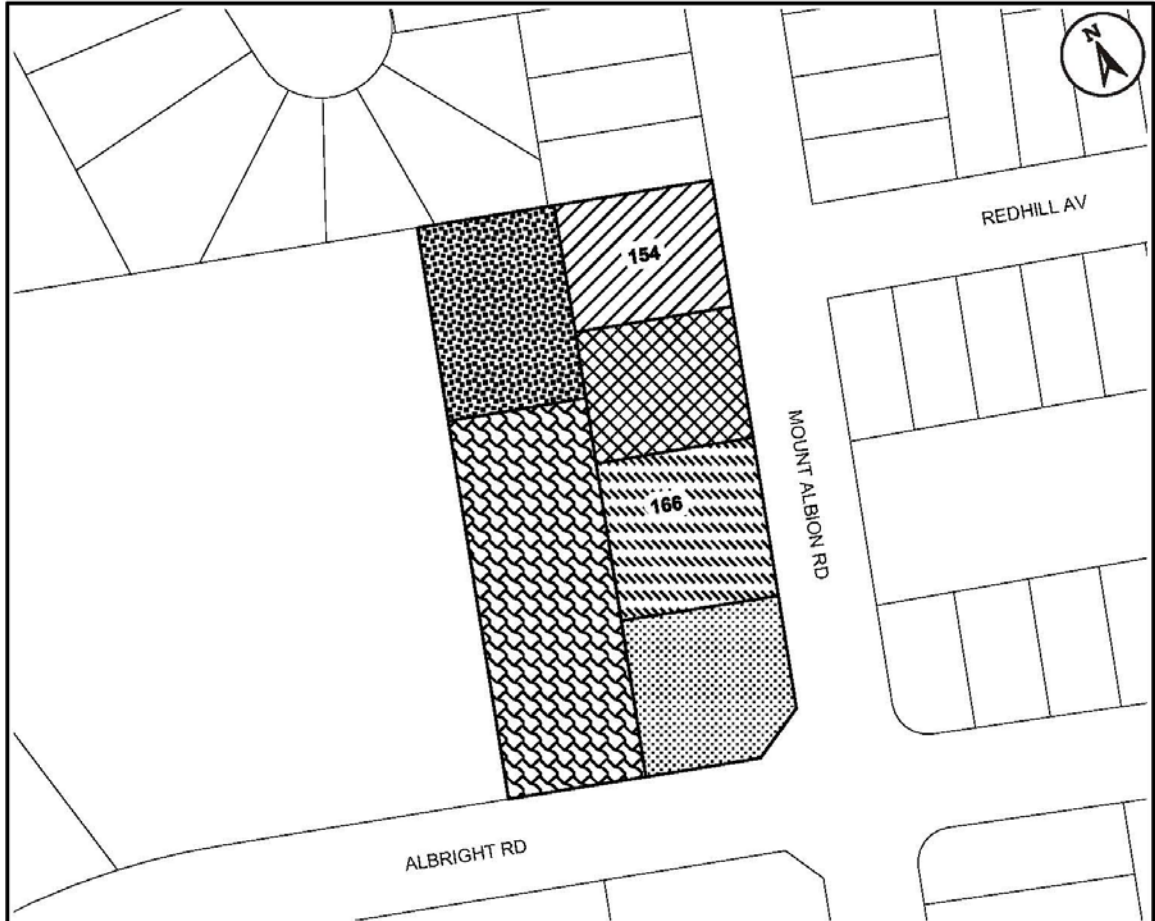 N
REDHILL AV
154
MOUNT ALBION RD
166
ALBRIGHT RD